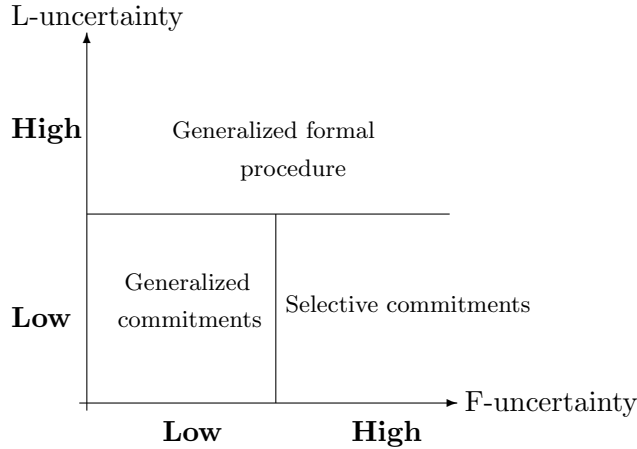 L-uncertainty
High
Generalized formal
procedure
Generalized
commitments
Selective commitments
Low
F-uncertainty
Low
High